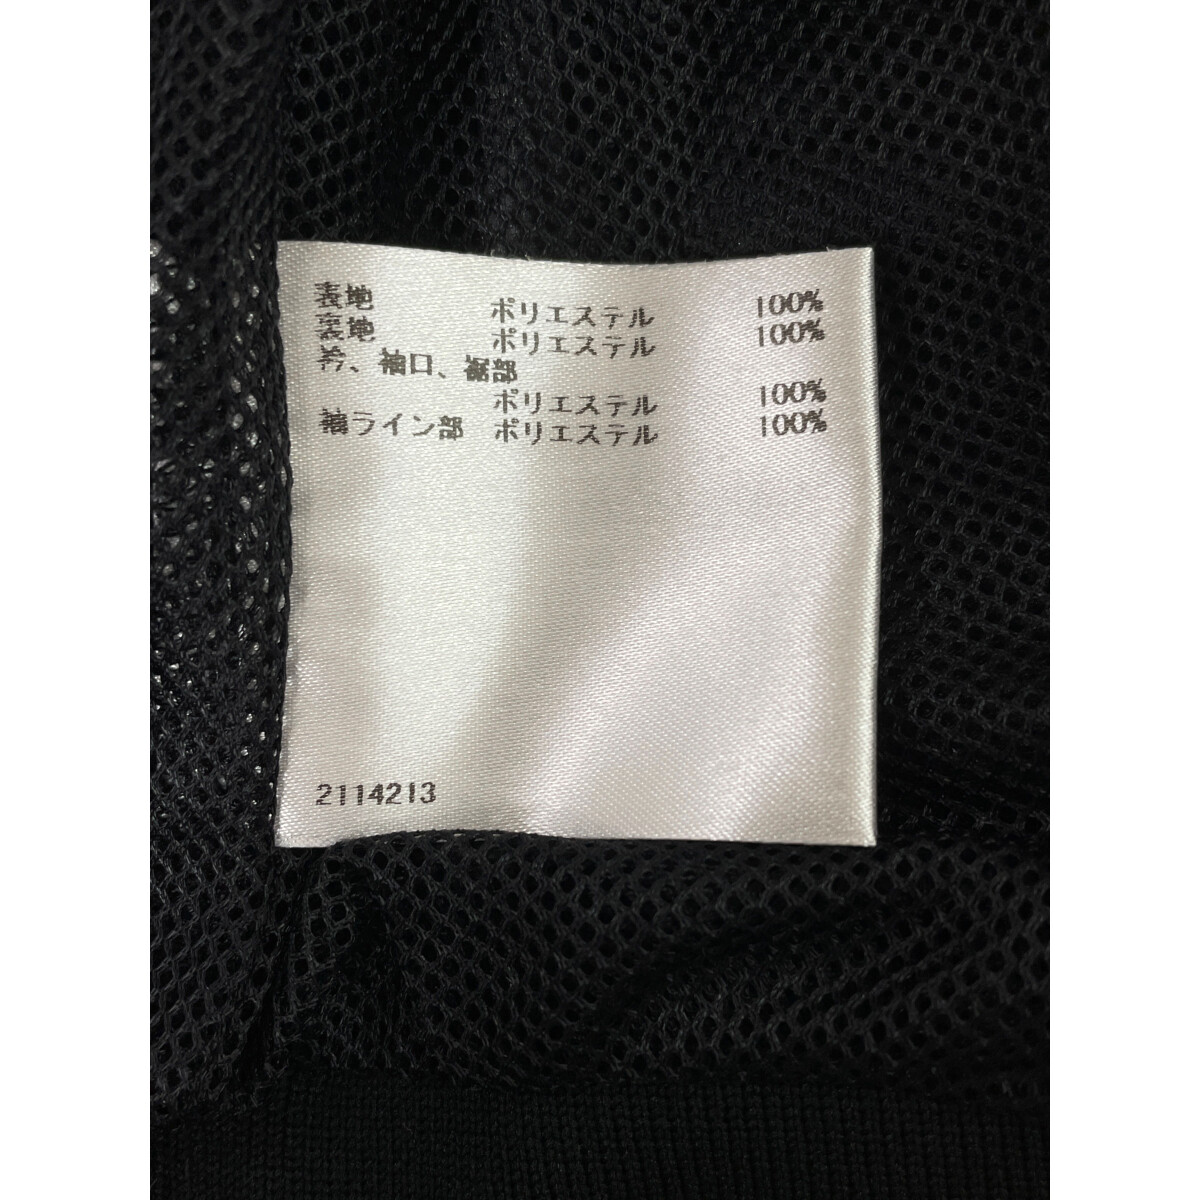 表地 ポリエステル 100%
裏地 ポリエステル 100%
衿、袖口、裾部
ポリエステル 100%
袖ライン部 ポリエステル 100%
2114213